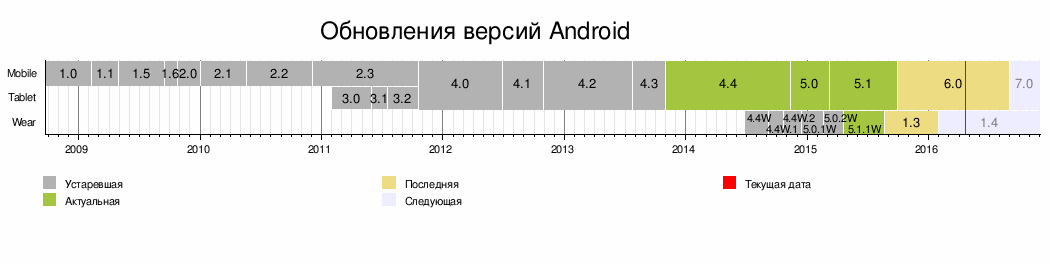 Обновления версий Android
Mobile 1.0 1.1 1.5 1.6 2.0 2.1 2.2 2.3 4.0 4.1 4.2 4.3 4.4 5.0 5.1 6.0 7.0
Tablet 3.0 3.1 3.2
Wear 4.4W 4.4W.1 4.4W.2 5.0.1W 5.0.2W 5.1.1W 1.3 1.4
2009 2010 2011 2012 2013 2014 2015 2016
Устаревшая Последняя Текущая дата
Актуальная Следующая